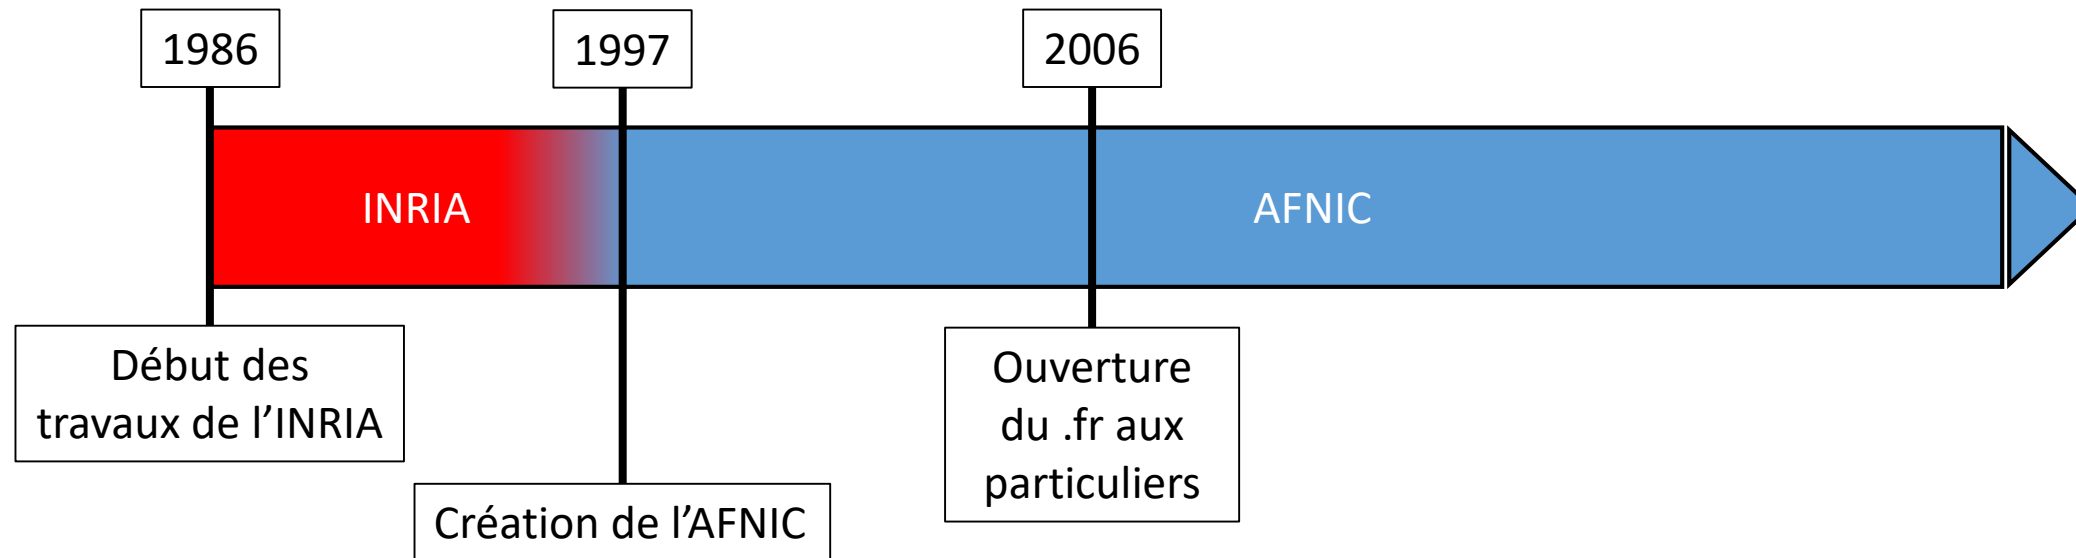 1986
1997
2006
INRIA
AFNIC
Début des
travaux de l’INRIA
Création de l’AFNIC
Ouverture
du .fr aux
particuliers